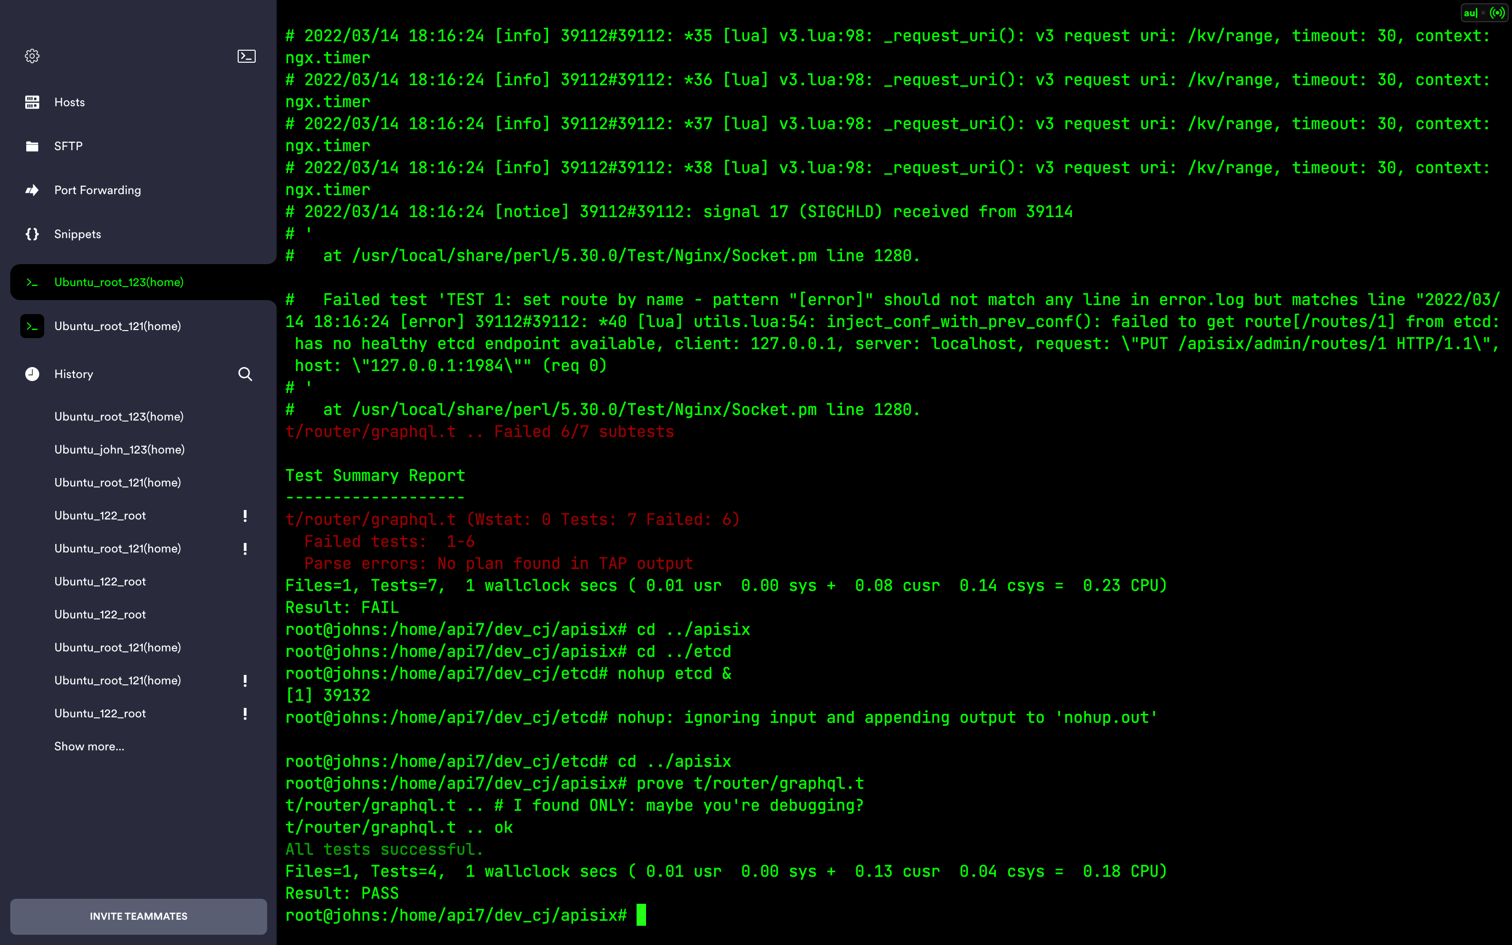 Hosts
SFTP
Port Forwarding
Snippets
Ubuntu_root_123(home)
Ubuntu_root_121(home)
History
Ubuntu_root_123(home)
Ubuntu_john_123(home)
Ubuntu_root_121(home)
Ubuntu_122_root !
Ubuntu_root_121(home) !
Ubuntu_122_root
Ubuntu_122_root
Ubuntu_root_121(home)
Ubuntu_root_121(home) !
Ubuntu_122_root !
Show more...
INVITE TEAMMATES
au|
# 2022/03/14 18:16:24 [info] 39112#39112: *35 [lua] v3.lua:98: _request_uri(): v3 request uri: /kv/range, timeout: 30, context:
ngx.timer
# 2022/03/14 18:16:24 [info] 39112#39112: *36 [lua] v3.lua:98: _request_uri(): v3 request uri: /kv/range, timeout: 30, context:
ngx.timer
# 2022/03/14 18:16:24 [info] 39112#39112: *37 [lua] v3.lua:98: _request_uri(): v3 request uri: /kv/range, timeout: 30, context:
ngx.timer
# 2022/03/14 18:16:24 [info] 39112#39112: *38 [lua] v3.lua:98: _request_uri(): v3 request uri: /kv/range, timeout: 30, context:
ngx.timer
# 2022/03/14 18:16:24 [notice] 39112#39112: signal 17 (SIGCHLD) received from 39114
# '
#   at /usr/local/share/perl/5.30.0/Test/Nginx/Socket.pm line 1280.
#   Failed test 'TEST 1: set route by name - pattern "[error]" should not match any line in error.log but matches line "2022/03/
14 18:16:24 [error] 39112#39112: *40 [lua] utils.lua:54: inject_conf_with_prev_conf(): failed to get route[/routes/1] from etcd:
has no healthy etcd endpoint available, client: 127.0.0.1, server: localhost, request: \"PUT /apisix/admin/routes/1 HTTP/1.1\",
host: \"127.0.0.1:1984\"" (req 0)
# '
#   at /usr/local/share/perl/5.30.0/Test/Nginx/Socket.pm line 1280.
t/router/graphql.t .. Failed 6/7 subtests
Test Summary Report
-------------------
t/router/graphql.t (Wstat: 0 Tests: 7 Failed: 6)
  Failed tests:  1-6
  Parse errors: No plan found in TAP output
Files=1, Tests=7,  1 wallclock secs ( 0.01 usr  0.00 sys +  0.08 cusr  0.14 csys =  0.23 CPU)
Result: FAIL
root@johns:/home/api7/dev_cj/apisix# cd ../apisix
root@johns:/home/api7/dev_cj/apisix# cd ../etcd
root@johns:/home/api7/dev_cj/etcd# nohup etcd &
[1] 39132
root@johns:/home/api7/dev_cj/etcd# nohup: ignoring input and appending output to 'nohup.out'
root@johns:/home/api7/dev_cj/etcd# cd ../apisix
root@johns:/home/api7/dev_cj/apisix# prove t/router/graphql.t
t/router/graphql.t .. # I found ONLY: maybe you're debugging?
t/router/graphql.t .. ok
All tests successful.
Files=1, Tests=4,  1 wallclock secs ( 0.01 usr  0.00 sys +  0.13 cusr  0.04 csys =  0.18 CPU)
Result: PASS
root@johns:/home/api7/dev_cj/apisix#